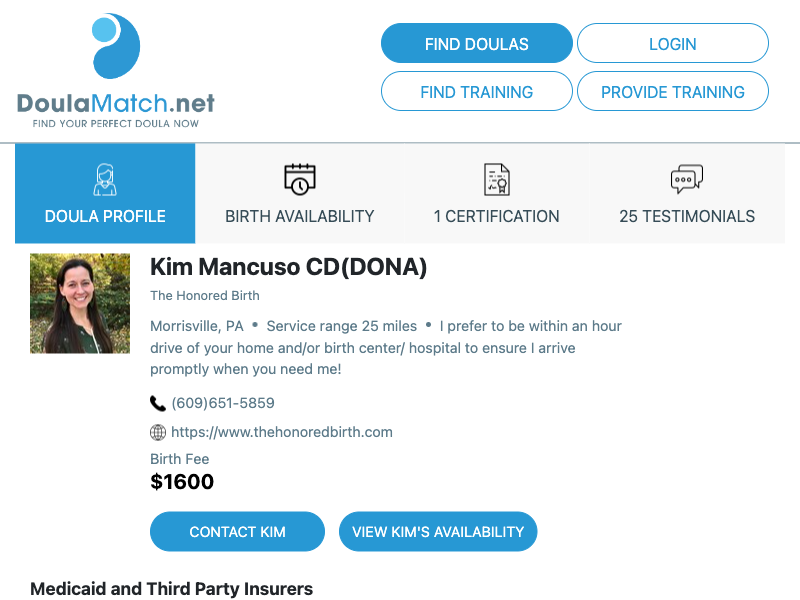 DoulaMatch.net
FIND YOUR PERFECT DOULA NOW
FIND DOULAS
LOGIN
FIND TRAINING
PROVIDE TRAINING
DOULA PROFILE
BIRTH AVAILABILITY
1 CERTIFICATION
25 TESTIMONIALS
Kim Mancuso CD(DONA)
The Honored Birth
Morrisville, PA • Service range 25 miles • I prefer to be within an hour
drive of your home and/or birth center/ hospital to ensure I arrive
promptly when you need me!
(609)651-5859
https://www.thehonoredbirth.com
Birth Fee
$1600
CONTACT KIM
VIEW KIM'S AVAILABILITY
Medicaid and Third Party Insurers